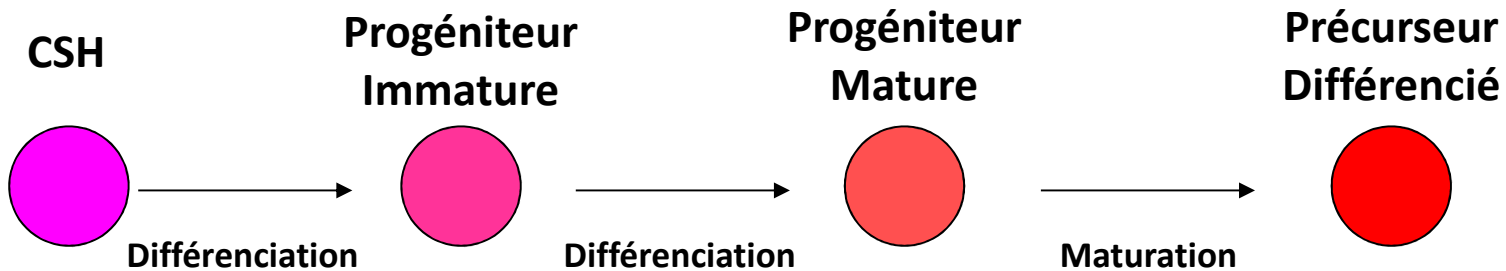 CSH
Progéniteur
Immature
Progéniteur
Mature
Précurseur
Différencié
Différenciation
Différenciation
Maturation